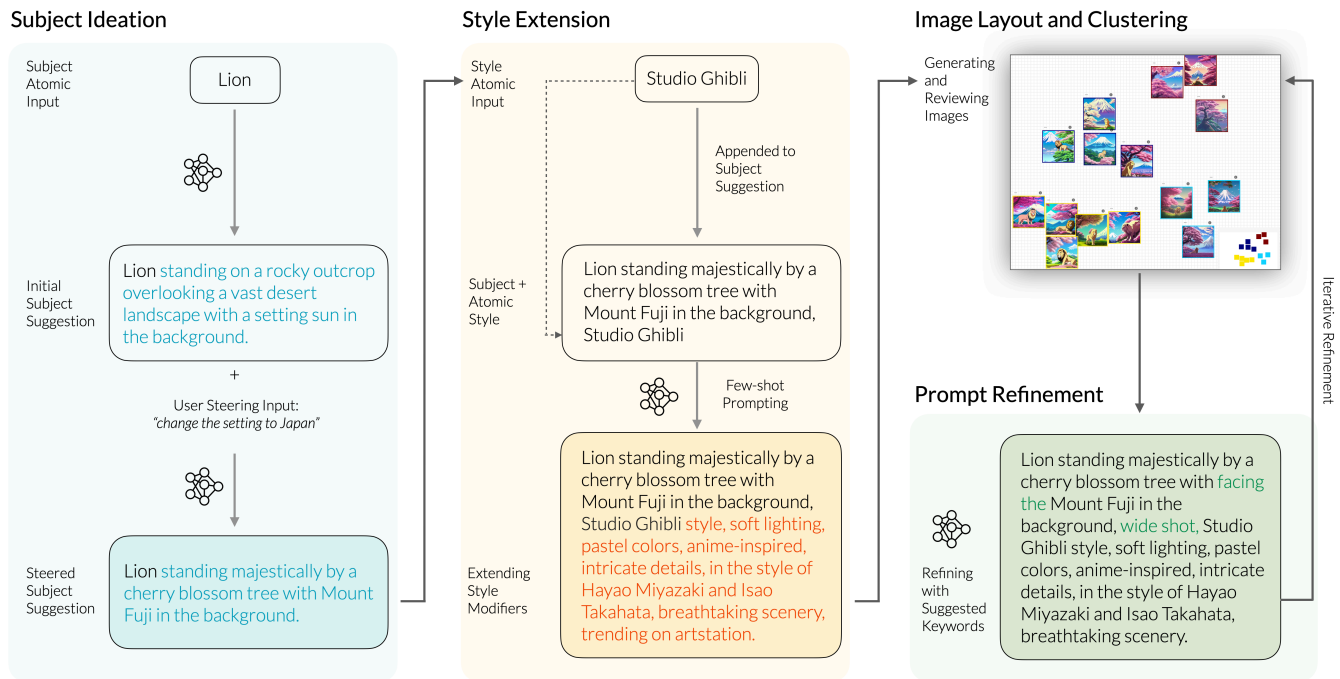 Subject Ideation
Subject
Atomic
Input
Lion
Initial
Subject
Suggestion
Lion standing on a rocky outcrop
overlooking a vast desert
landscape with a setting sun in
the background.
+
User Steering Input:
“change the setting to Japan”
Steered
Subject
Suggestion
Lion standing majestically by a
cherry blossom tree with Mount
Fuji in the background.
Style Extension
Style
Atomic
Input
Studio Ghibli
Appended to
Subject
Suggestion
Subject +
Atomic
Style
Lion standing majestically by a
cherry blossom tree with
Mount Fuji in the background,
Studio Ghibli
Few-shot
Prompting
Extending
Style
Modifiers
Lion standing majestically by a
cherry blossom tree with
Mount Fuji in the background,
Studio Ghibli style, soft lighting,
pastel colors, anime-inspired,
intricate details, in the style of
Hayao Miyazaki and Isao
Takahata, breathtaking scenery,
trending on artstation.
Image Layout and Clustering
Generating
and
Reviewing
Images
Iterative Refinement
Prompt Refinement
Refining
with
Suggested
Keywords
Lion standing majestically by a
cherry blossom tree with facing
the Mount Fuji in the
background, wide shot, Studio
Ghibli style, soft lighting, pastel
colors, anime-inspired, intricate
details, in the style of Hayao
Miyazaki and Isao Takahata,
breathtaking scenery.